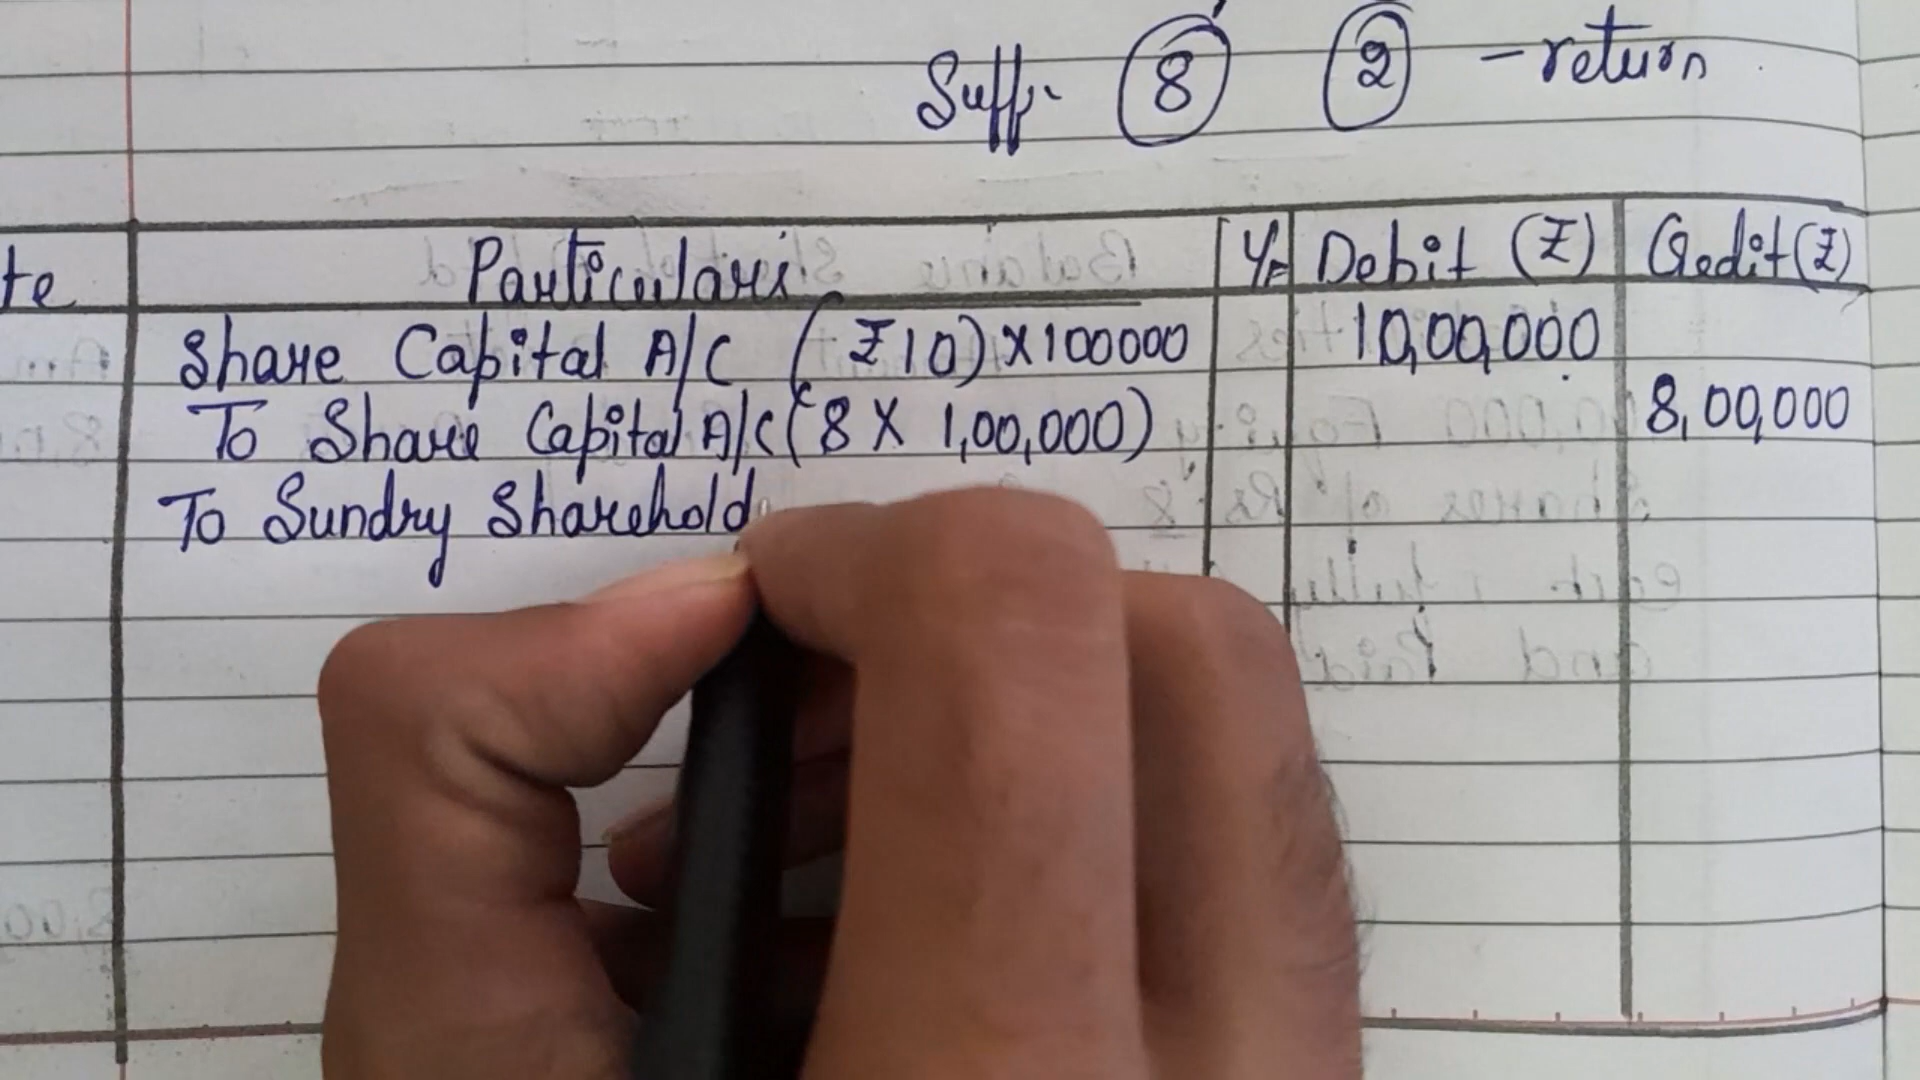 Suff. 8 2 - return
te Particulars Debit (₹) Credit (₹)
Share Capital A/C (₹10) × 100000 10,00,000
To Share Capital A/C (8 × 1,00,000) 8,00,000
To Sundry Sharehold